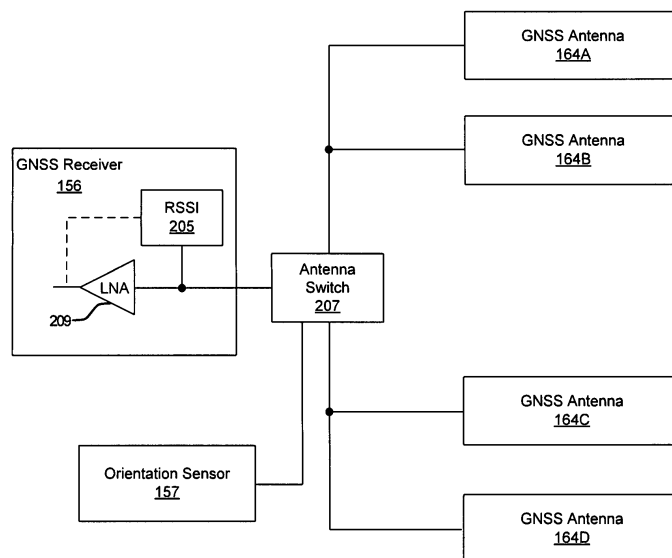 GNSS Antenna
164A
GNSS Antenna
164B
GNSS Receiver
156
RSSI
205
LNA
209
Antenna
Switch
207
GNSS Antenna
164C
Orientation Sensor
157
GNSS Antenna
164D